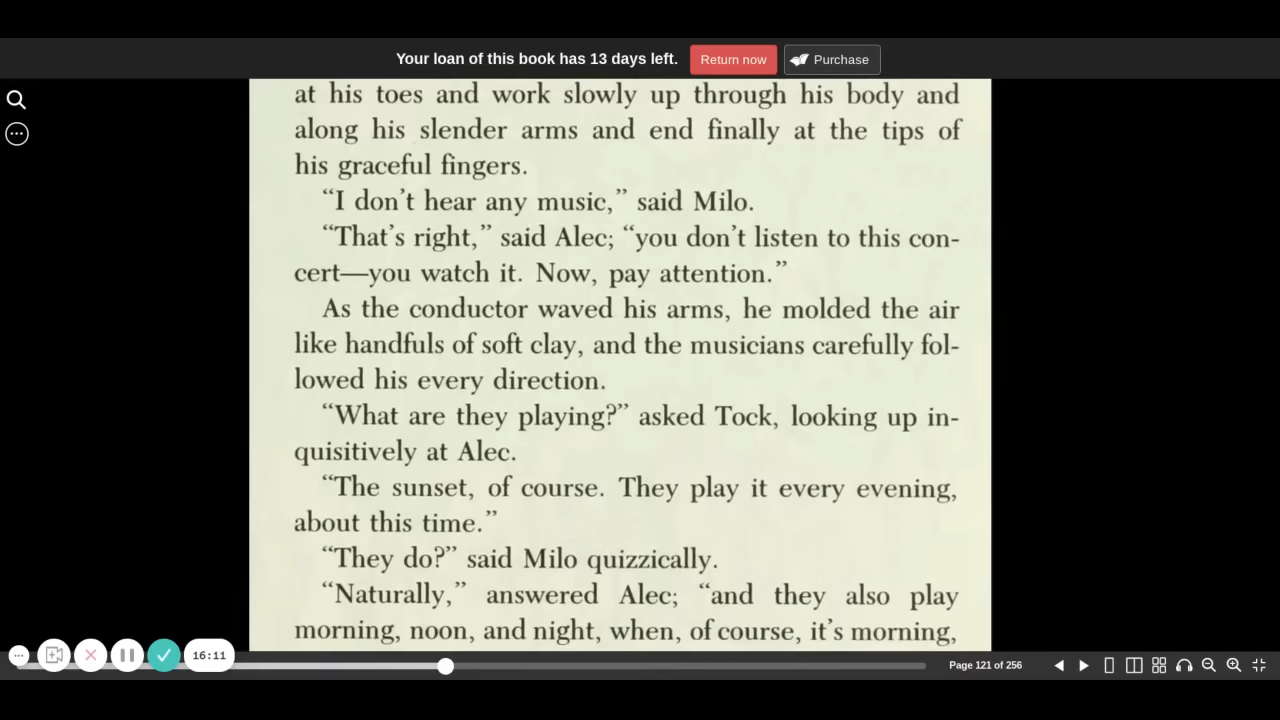 Your loan of this book has 13 days left. Return now Purchase
at his toes and work slowly up through his body and
along his slender arms and end finally at the tips of
his graceful fingers.
“I don’t hear any music,” said Milo.
“That’s right,” said Alec; “you don’t listen to this con-
cert—you watch it. Now, pay attention.”
As the conductor waved his arms, he molded the air
like handfuls of soft clay, and the musicians carefully fol-
lowed his every direction.
“What are they playing?” asked Tock, looking up in-
quisitively at Alec.
“The sunset, of course. They play it every evening,
about this time.”
“They do?” said Milo quizzically.
“Naturally,” answered Alec; “and they also play
morning, noon, and night, when, of course, it’s morning,
16:11
Page 121 of 256